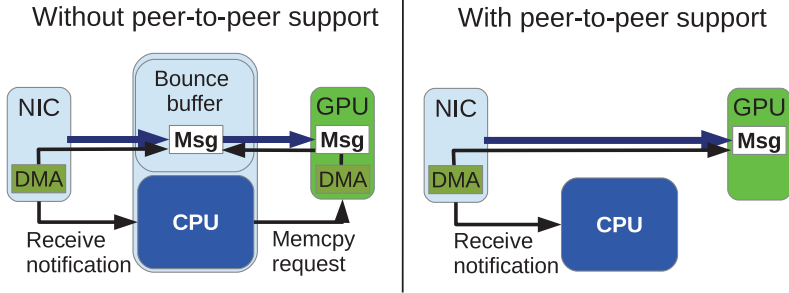 Without peer-to-peer support
Bounce
buffer
NIC
GPU
Msg
Msg
DMA
DMA
CPU
Receive
notification
Memcpy
request
With peer-to-peer support
NIC
GPU
Msg
DMA
CPU
Receive
notification